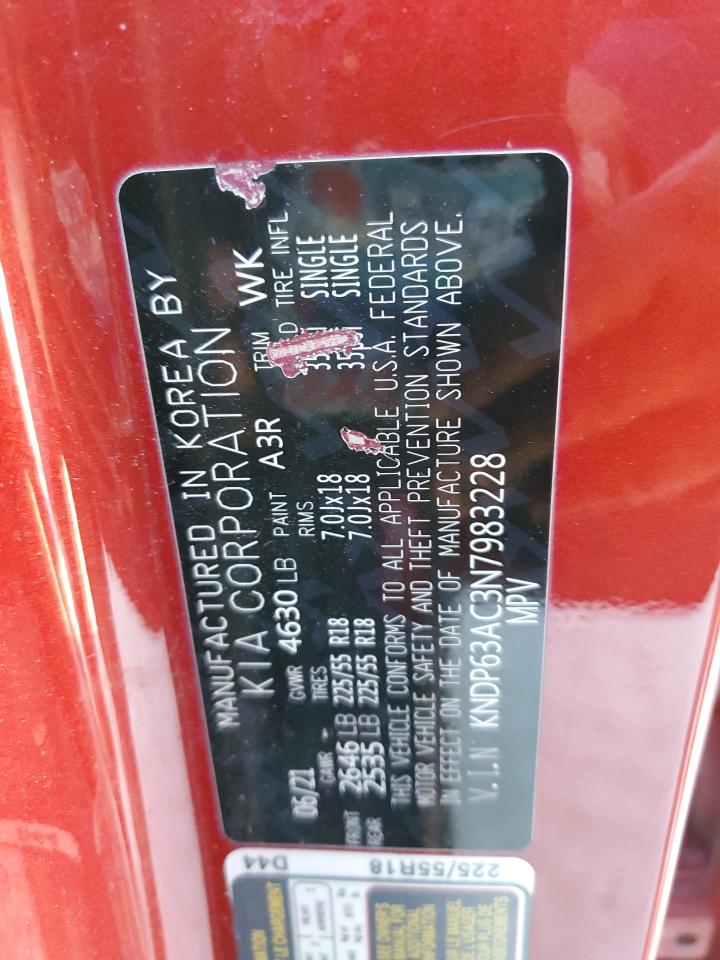 MANUFACTURED IN KOREA BY
KIA CORPORATION
06/21 GVWR 4630 LB PAINT A3R TRIM WK
GAWR TIRES RIMS TIRE INFL
FRONT 2646 LB 225/55 R18 7.0JX18 SINGLE
REAR 2535 LB 225/55 R18 7.0JX18 SINGLE
THIS VEHICLE CONFORMS TO ALL APPLICABLE U.S.A. FEDERAL
MOTOR VEHICLE SAFETY AND THEFT PREVENTION STANDARDS
IN EFFECT ON THE DATE OF MANUFACTURE SHOWN ABOVE.
V.I.N KNDP63AC3N7983228
MPV
D44
225/55R18